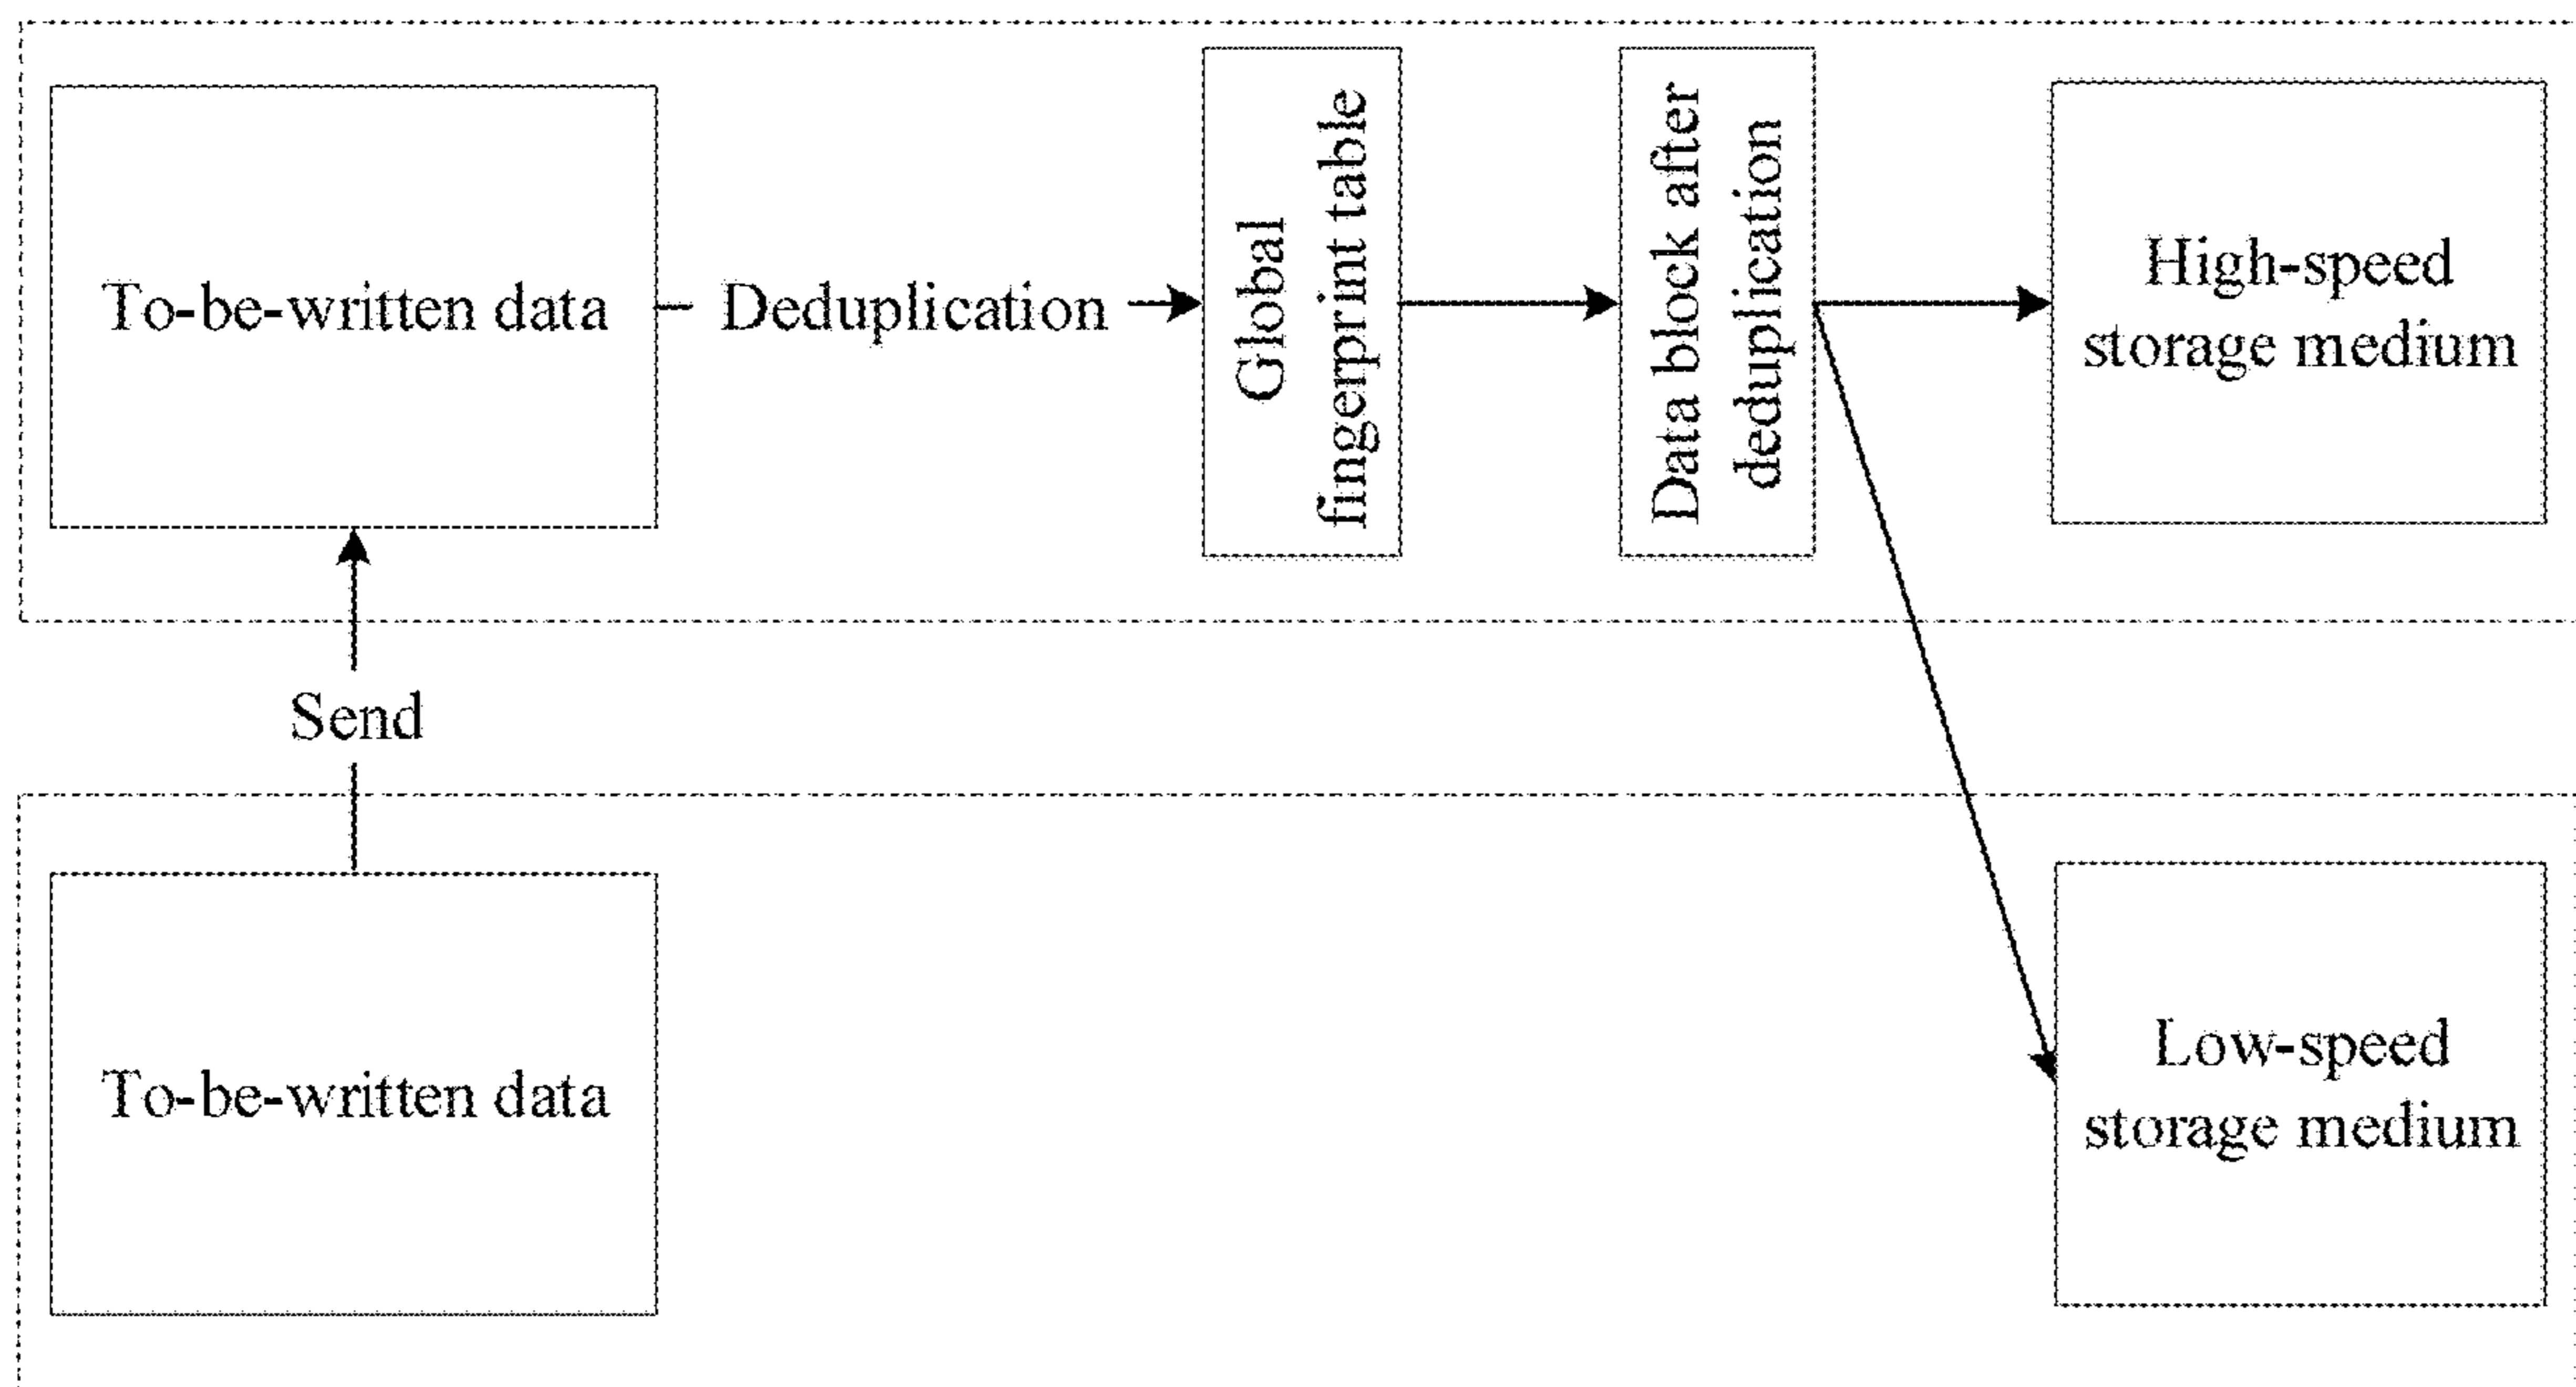 To-be-written data
Deduplication
Global
fingerprint table
Data block after
deduplication
High-speed
storage medium
Send
To-be-written data
Low-speed
storage medium